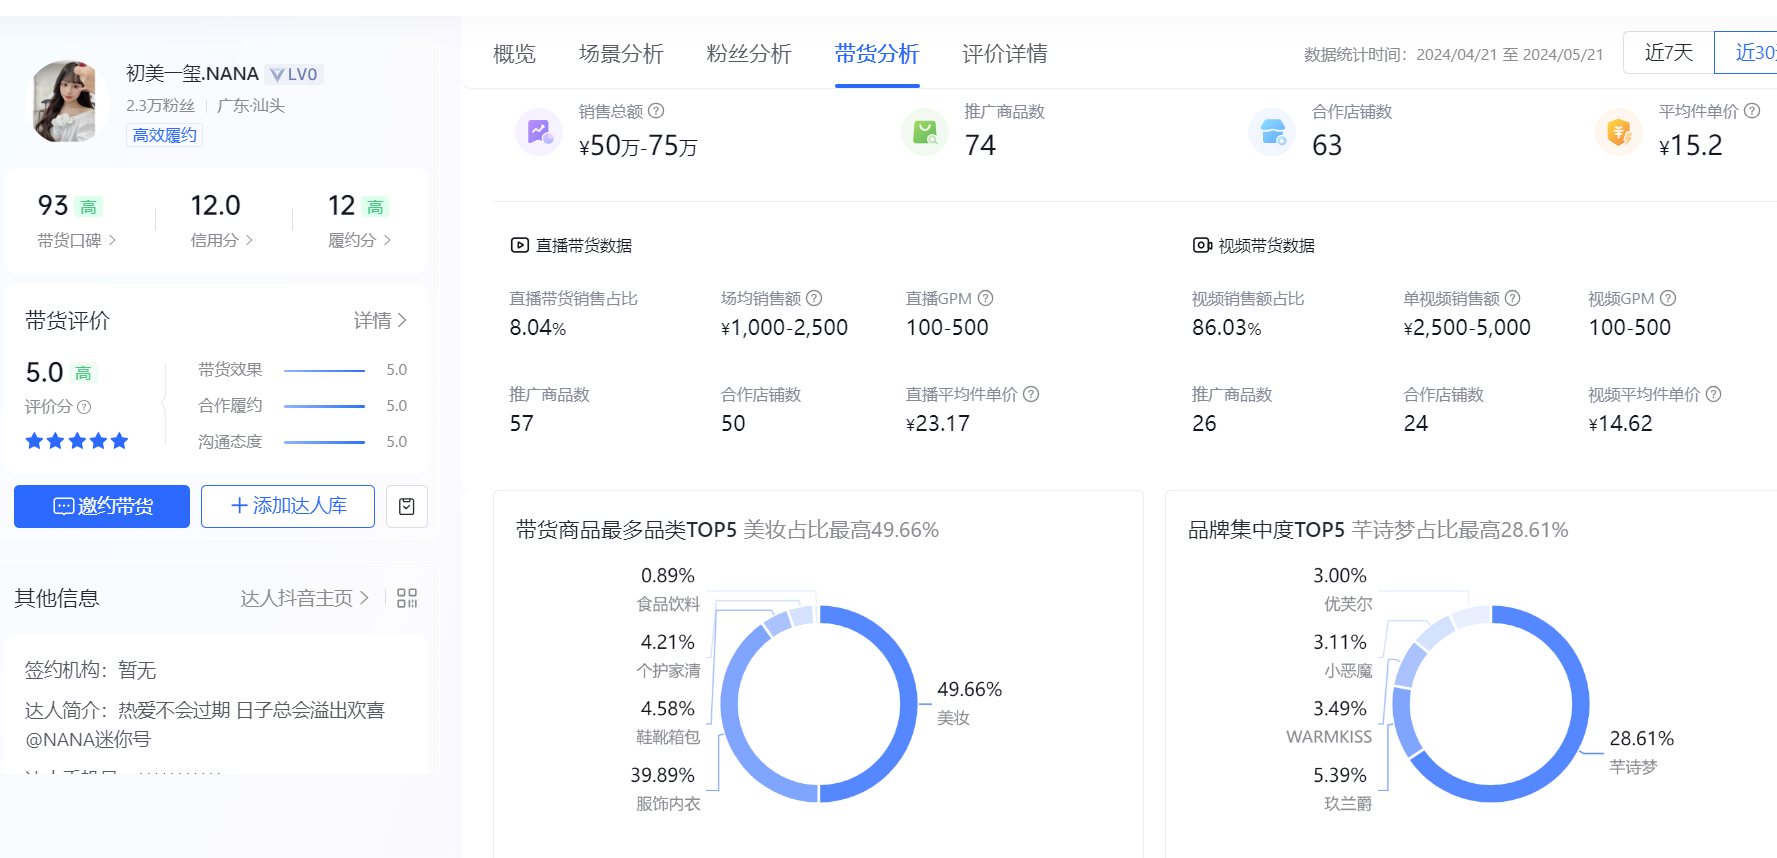 初美一玺.NANA LV0
2.3万粉丝 广东·汕头
高效履约
93 高
带货口碑
12.0
信用分
12 高
履约分
带货评价 详情
5.0 高
评价分
带货效果 5.0
合作履约 5.0
沟通态度 5.0
邀约带货
添加达人库
其他信息 达人抖音主页
签约机构：暂无
达人简介：热爱不会过期 日子总会溢出欢喜
@NANA迷你号
概览 场景分析 粉丝分析 带货分析 评价详情
数据统计时间：2024/04/21 至 2024/05/21
近7天 近30
销售总额
¥50万-75万
推广商品数
74
合作店铺数
63
平均件单价
¥15.2
直播带货数据
直播带货销售占比
8.04%
场均销售额
¥1,000-2,500
直播GPM
100-500
推广商品数
57
合作店铺数
50
直播平均件单价
¥23.17
视频带货数据
视频销售额占比
86.03%
单视频销售额
¥2,500-5,000
视频GPM
100-500
推广商品数
26
合作店铺数
24
视频平均件单价
¥14.62
带货商品最多品类TOP5 美妆占比最高49.66%
0.89%
食品饮料
4.21%
个护家清
4.58%
鞋靴箱包
39.89%
服饰内衣
49.66%
美妆
品牌集中度TOP5 芊诗梦占比最高28.61%
3.00%
优芙尔
3.11%
小恶魔
3.49%
WARMKISS
5.39%
玖兰爵
28.61%
芊诗梦